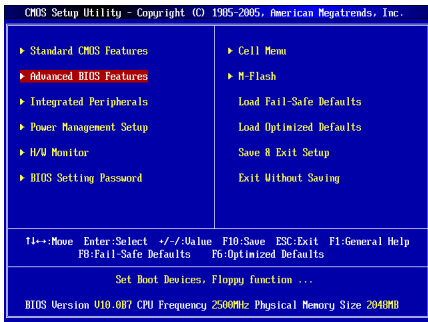 CMOS Setup Utility - Copyright (C) 1985-2005, American Megatrends, Inc.
▶ Standard CMOS Features
▶ Advanced BIOS Features
▶ Integrated Peripherals
▶ Power Management Setup
▶ H/W Monitor
▶ BIOS Setting Password
▶ Cell Menu
▶ M-Flash
Load Fail-Safe Defaults
Load Optimized Defaults
Save & Exit Setup
Exit Without Saving
↑↓←→:Move Enter:Select +/-/:Value F10:Save ESC:Exit F1:General Help
F8:Fail-Safe Defaults F6:Optimized Defaults
Set Boot Devices, Floppy function ...
BIOS Version V10.0B7 CPU Frequency 2500MHz Physical Memory Size 2048MB